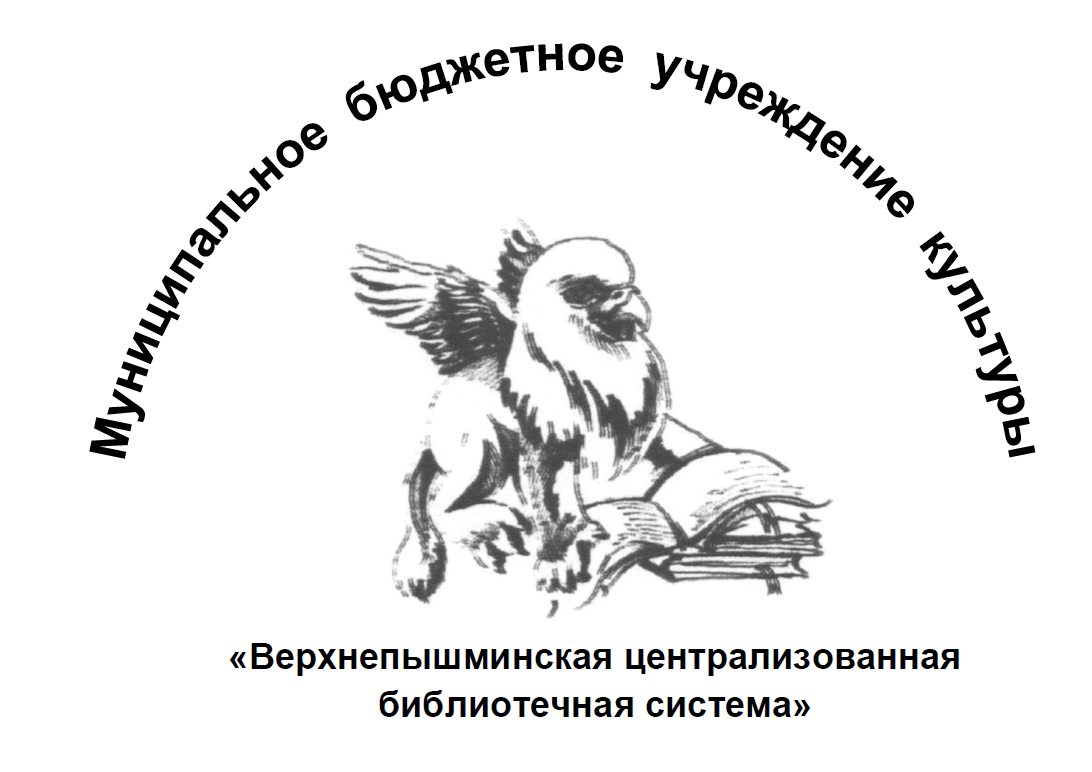 Муниципальное бюджетное учреждение культуры
«Верхнепышминская централизованная
библиотечная система»